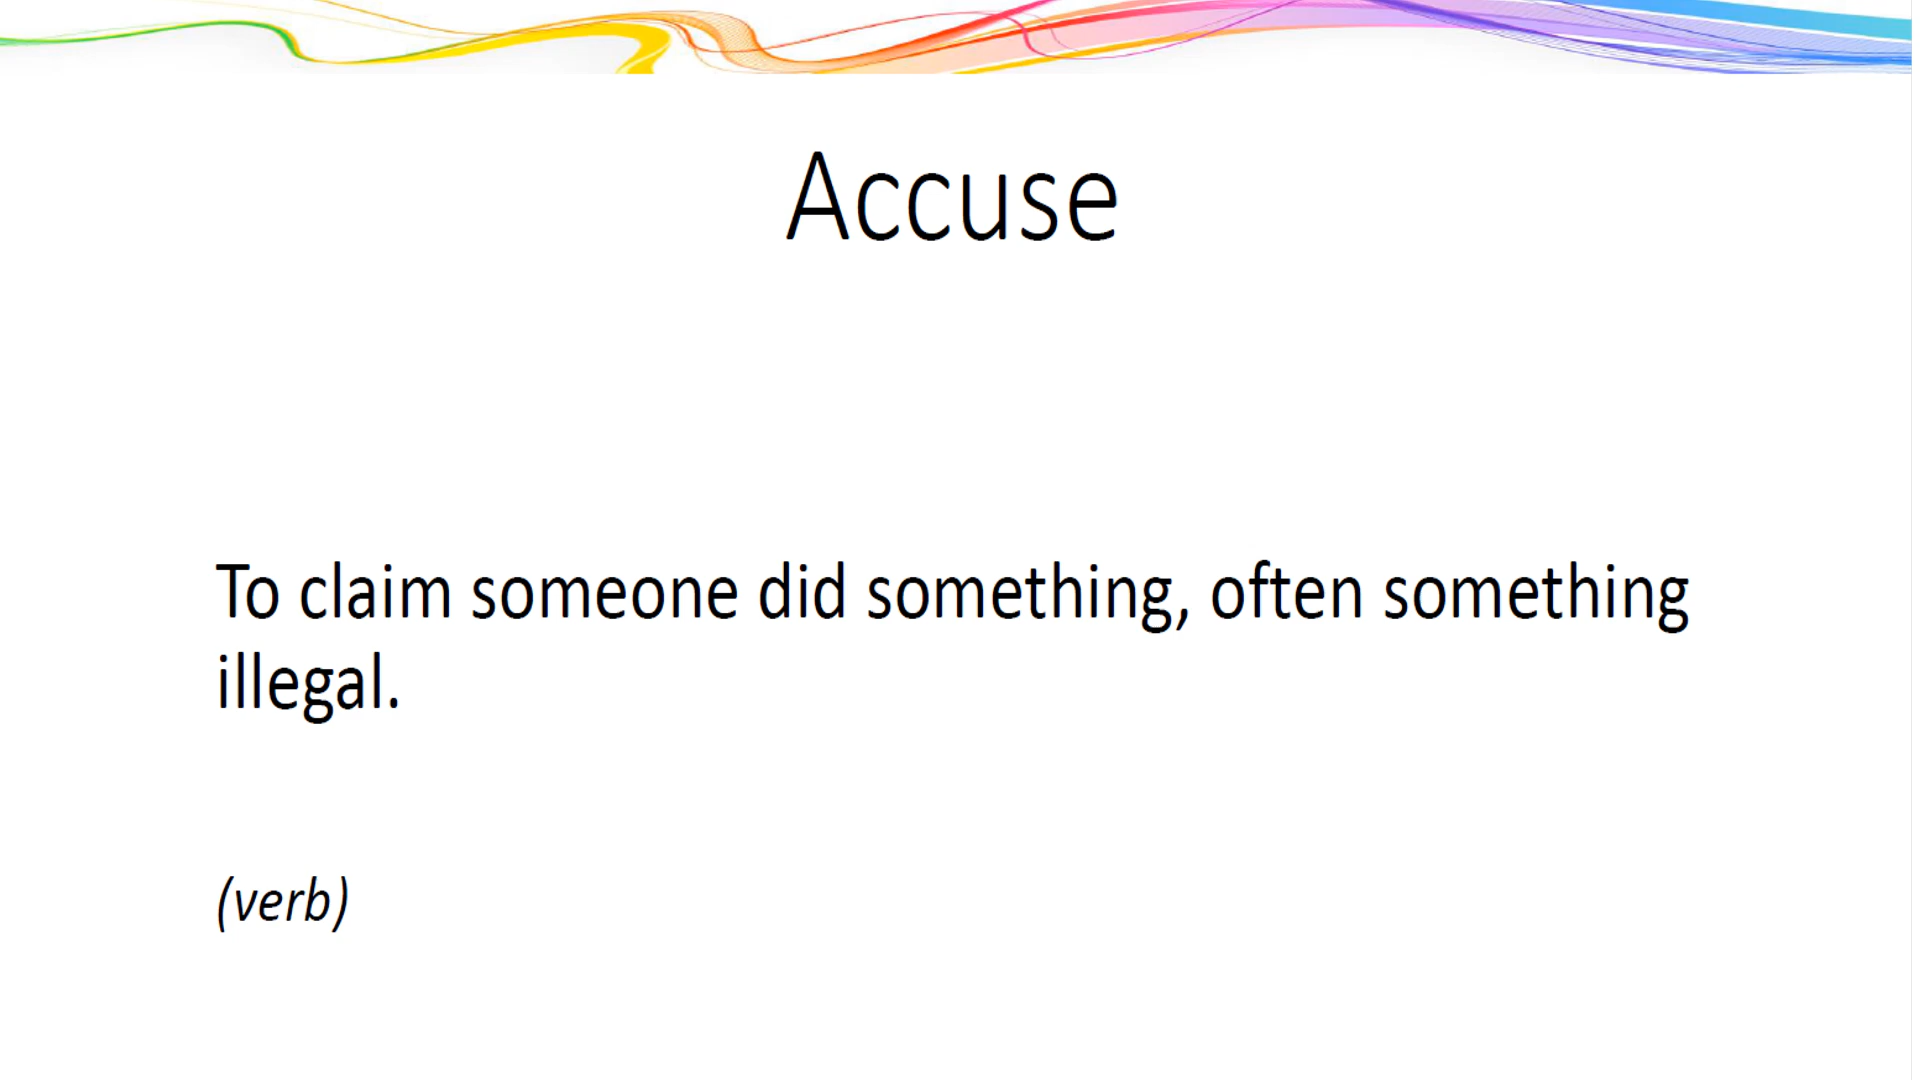 Accuse
To claim someone did something, often something
illegal.
(verb)